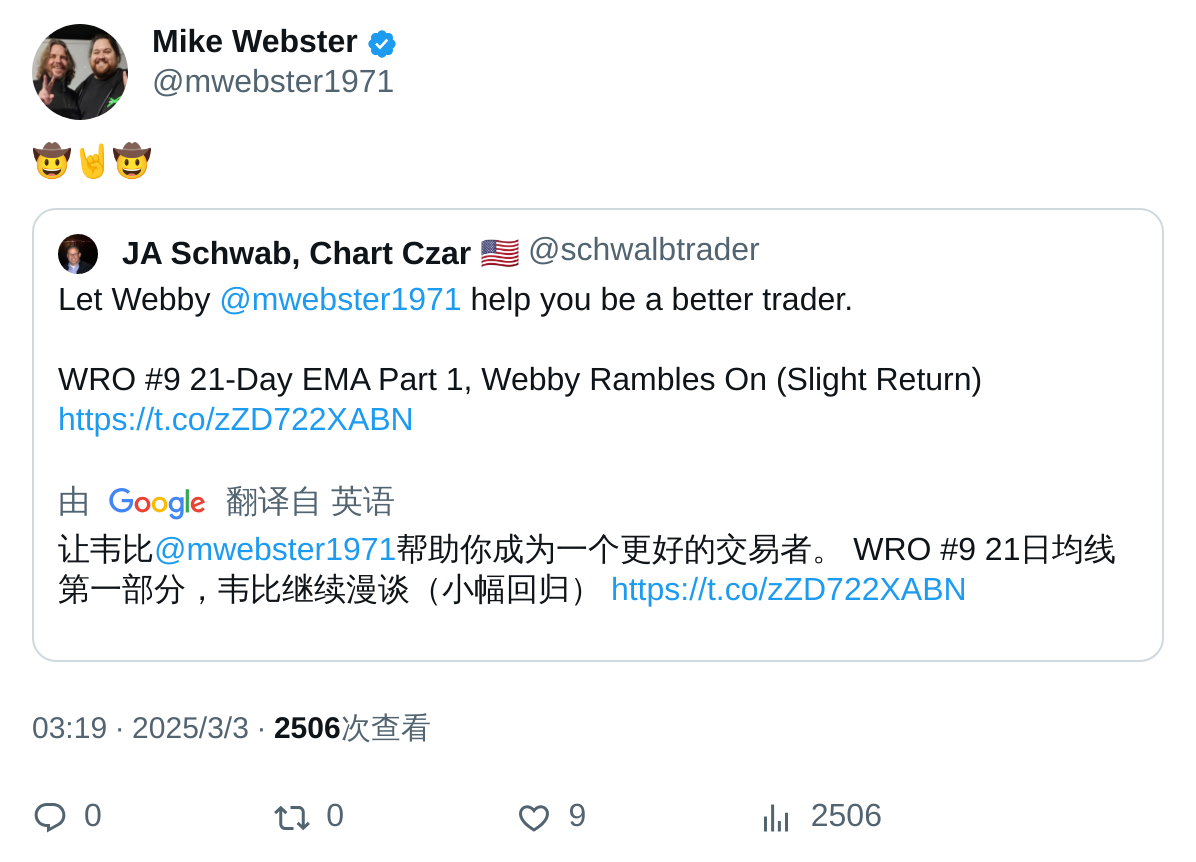 Mike Webster
@mwebster1971
🤠🤘🤠
JA Schwab, Chart Czar 🇺🇸 @schwalbtrader
Let Webby @mwebster1971 help you be a better trader.
WRO #9 21-Day EMA Part 1, Webby Rambles On (Slight Return)
https://t.co/zZD722XABN
由 Google 翻译自 英语
让韦比@mwebster1971帮助你成为一个更好的交易者。 WRO #9 21日均线
第一部分，韦比继续漫谈（小幅回归） https://t.co/zZD722XABN
03:19 · 2025/3/3 · 2506次查看
0 0 9 2506